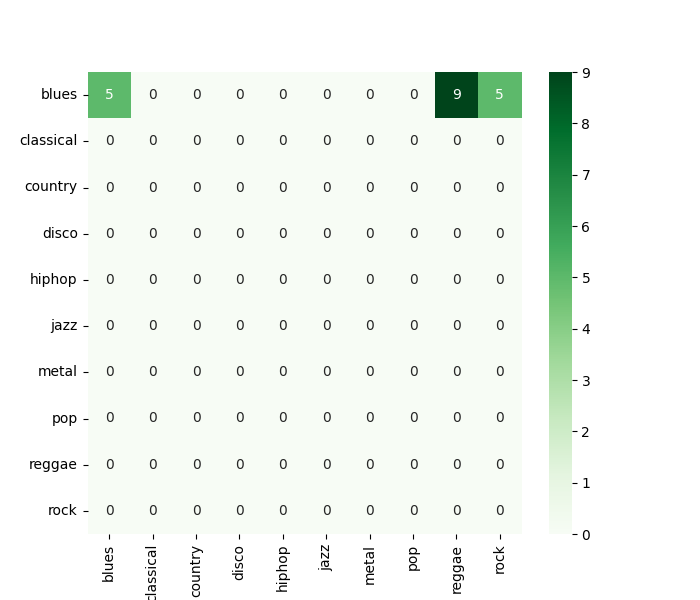 blues 5 0 0 0 0 0 0 0 9 5
classical 0 0 0 0 0 0 0 0 0 0
country 0 0 0 0 0 0 0 0 0 0
disco 0 0 0 0 0 0 0 0 0 0
hiphop 0 0 0 0 0 0 0 0 0 0
jazz 0 0 0 0 0 0 0 0 0 0
metal 0 0 0 0 0 0 0 0 0 0
pop 0 0 0 0 0 0 0 0 0 0
reggae 0 0 0 0 0 0 0 0 0 0
rock 0 0 0 0 0 0 0 0 0 0
blues classical country disco hiphop jazz metal pop reggae rock
9
8
7
6
5
4
3
2
1
0